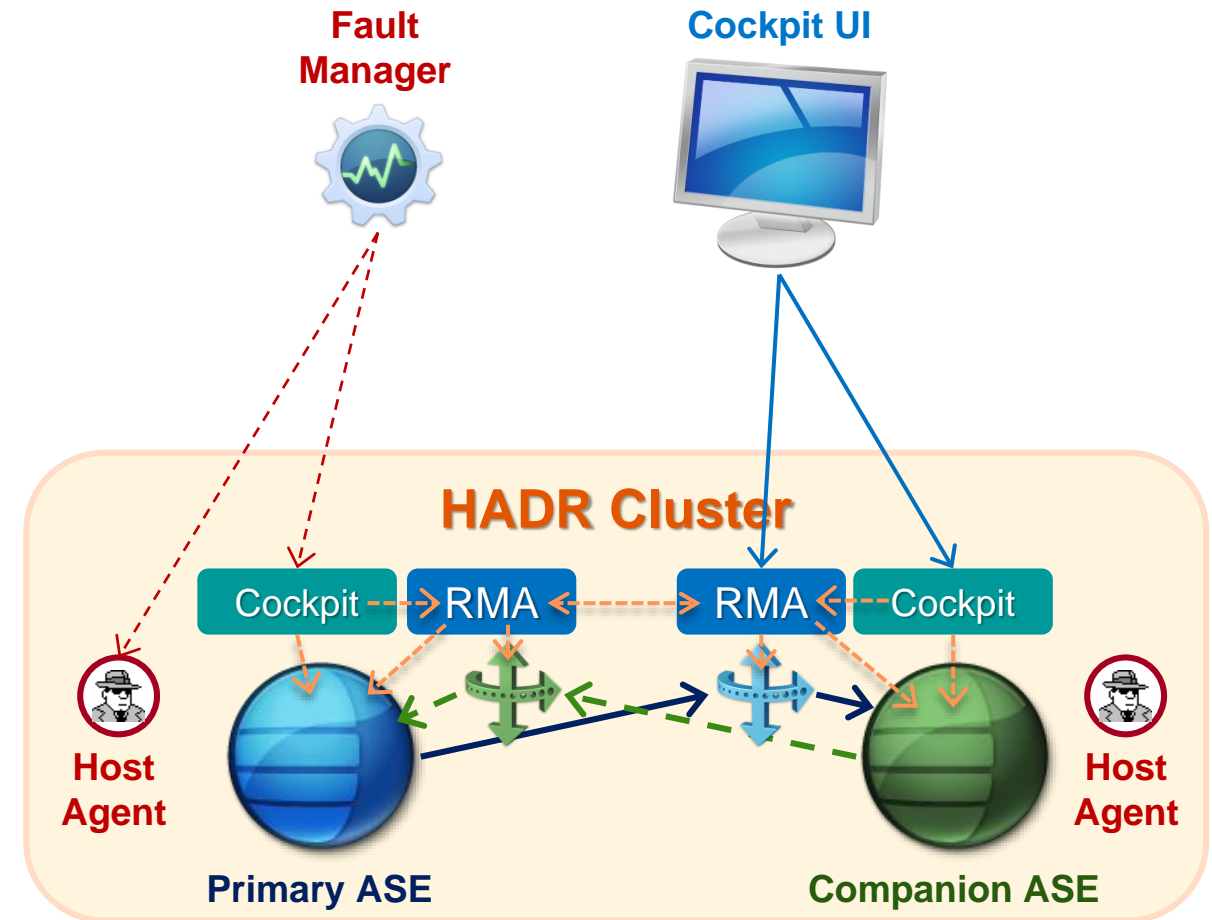 Fault
Manager
Cockpit UI
HADR Cluster
Cockpit
RMA
RMA
Cockpit
Host
Agent
Host
Agent
Primary ASE
Companion ASE